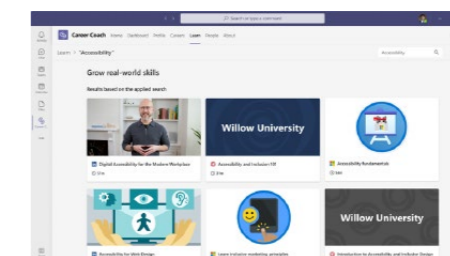 Search or type a command
Career Coach Home Dashboard Profile Career Learn People About
Learn > "Accessibility"
Accessibility
Grow real-world skills
Results based on the applied search
Willow University
Digital Accessibility for the Modern Workplace
Accessibility and Inclusion 101
Accessibility fundamentals
Willow University
Accessibility for Web Design
Learn inclusive marketing principles
Introduction to Accessibility and Inclusive Design